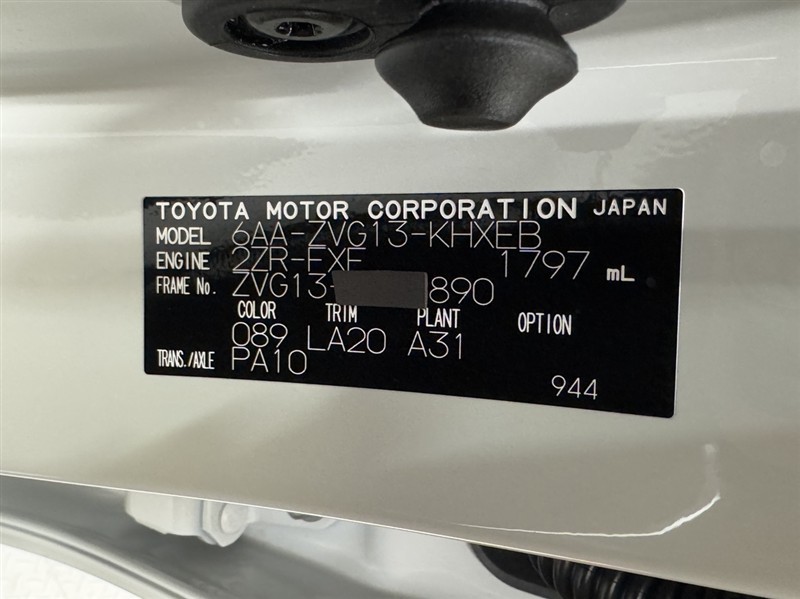 TOYOTA MOTOR CORPORATION JAPAN
MODEL 6AA-ZVG13-KHXEB
ENGINE 2ZR-FXE 1797 mL
FRAME No. ZVG13- 890
COLOR TRIM PLANT OPTION
089 LA20 A31
TRANS./AXLE PA10
944